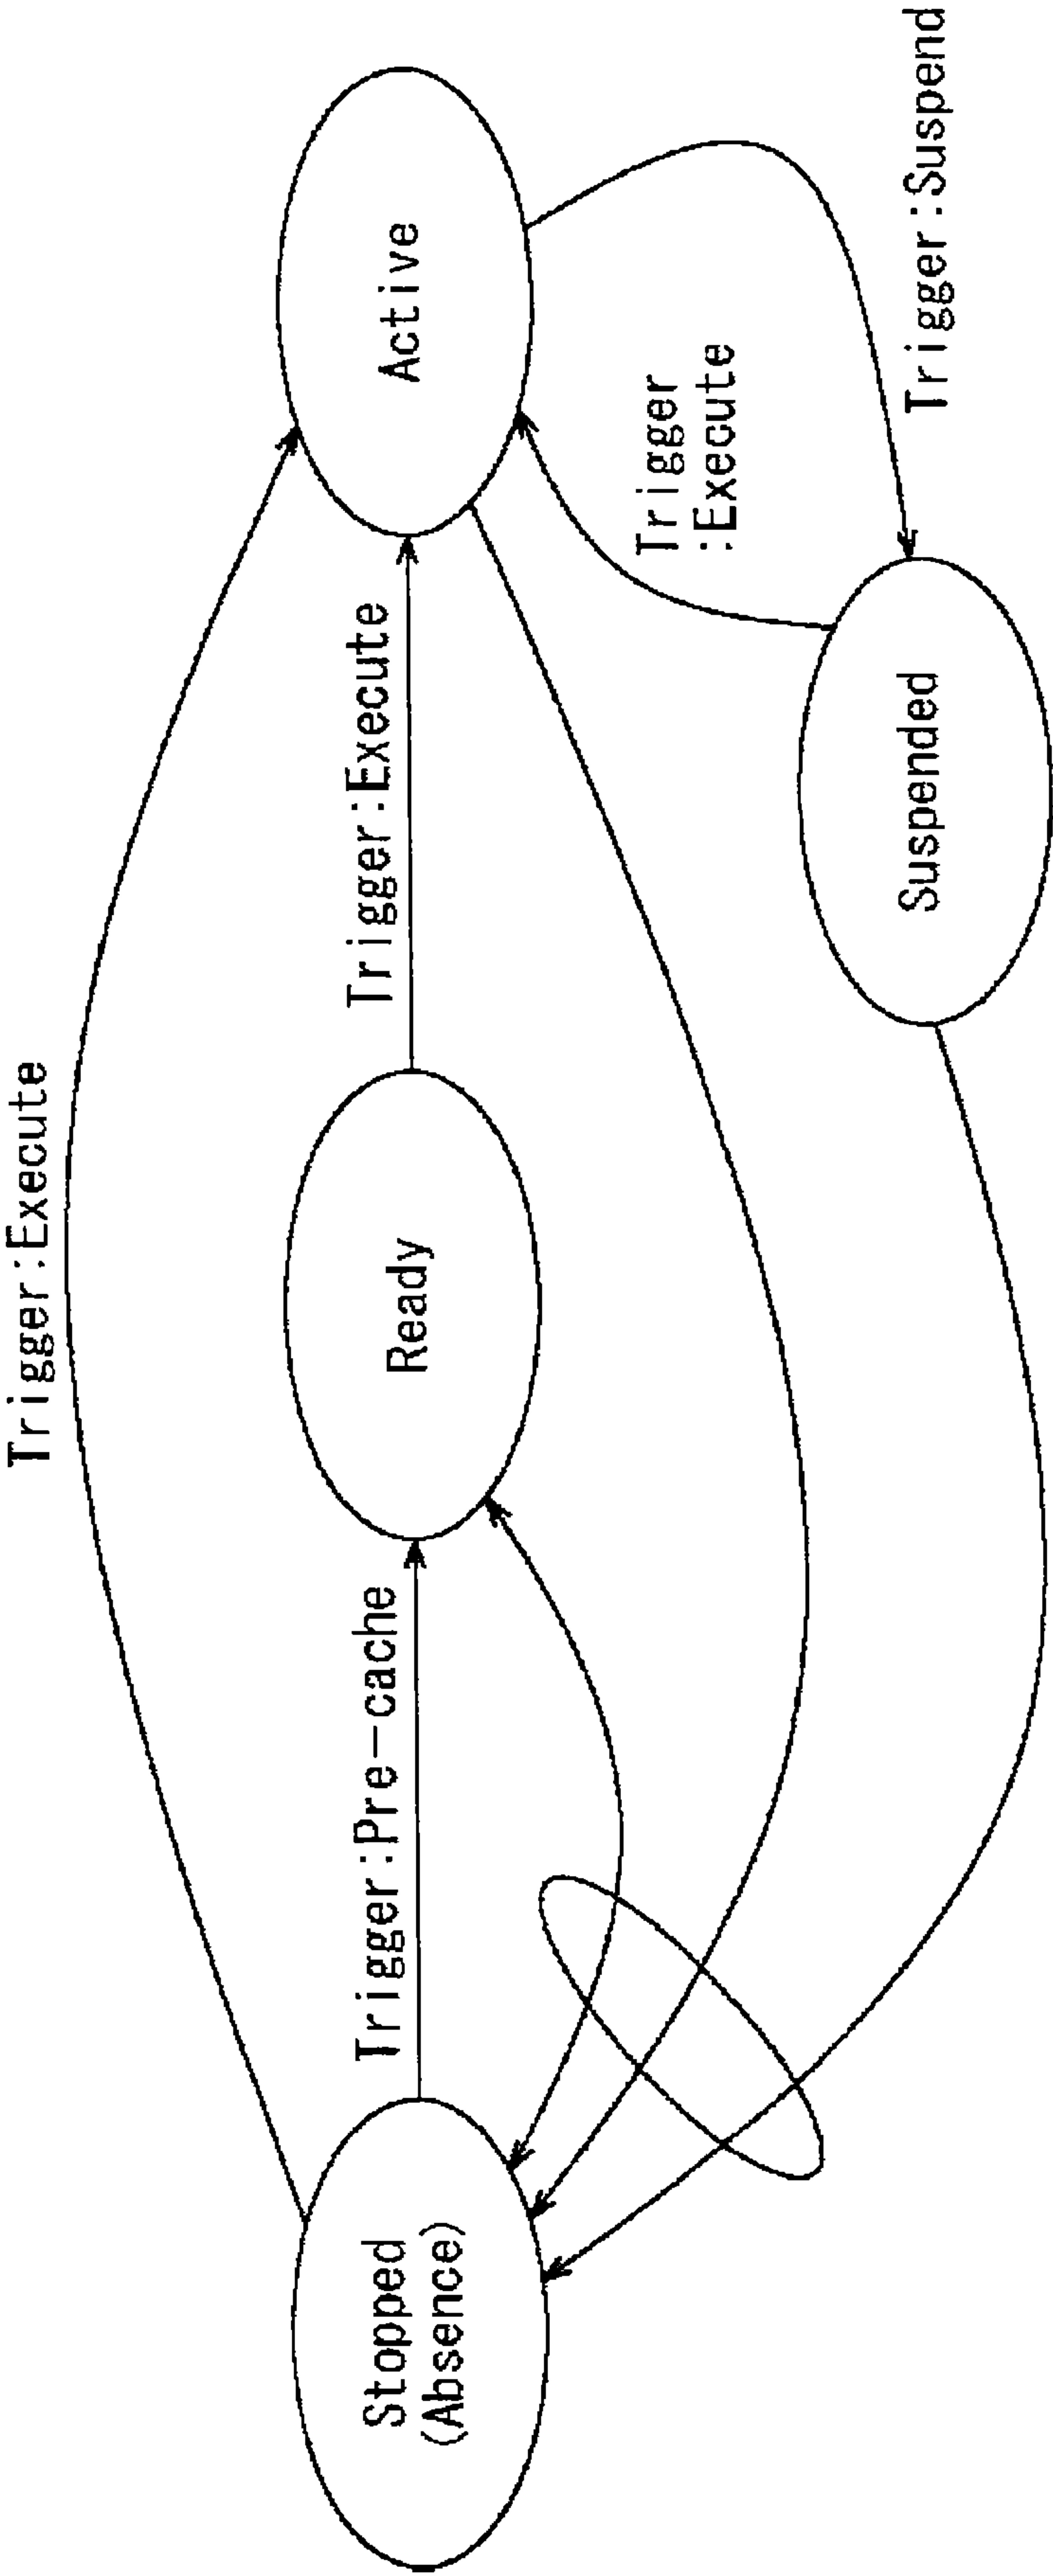 Trigger:Execute
Stopped
(Absence)
Trigger:Pre-cache
Ready
Trigger:Execute
Active
Trigger
:Execute
Suspended
Trigger:Suspend